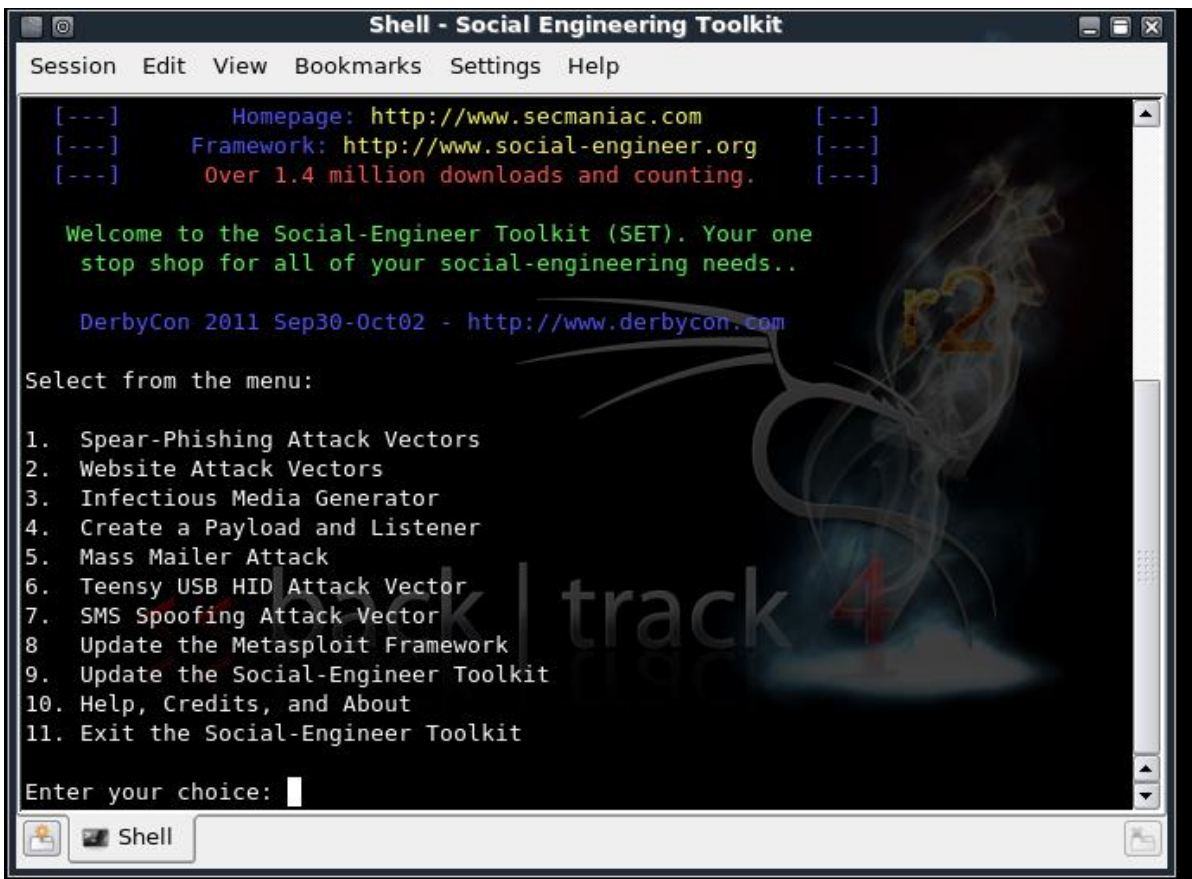 Shell - Social Engineering Toolkit
Session Edit View Bookmarks Settings Help
[---] Homepage: http://www.secmaniac.com [---]
[---] Framework: http://www.social-engineer.org [---]
[---] Over 1.4 million downloads and counting. [---]
Welcome to the Social-Engineer Toolkit (SET). Your one
stop shop for all of your social-engineering needs..
DerbyCon 2011 Sep30-Oct02 - http://www.derbycon.com
Select from the menu:
1. Spear-Phishing Attack Vectors
2. Website Attack Vectors
3. Infectious Media Generator
4. Create a Payload and Listener
5. Mass Mailer Attack
6. Teensy USB HID Attack Vector
7. SMS Spoofing Attack Vector
8 Update the Metasploit Framework
9. Update the Social-Engineer Toolkit
10. Help, Credits, and About
11. Exit the Social-Engineer Toolkit
Enter your choice:
r2
<< back | track 4
Shell